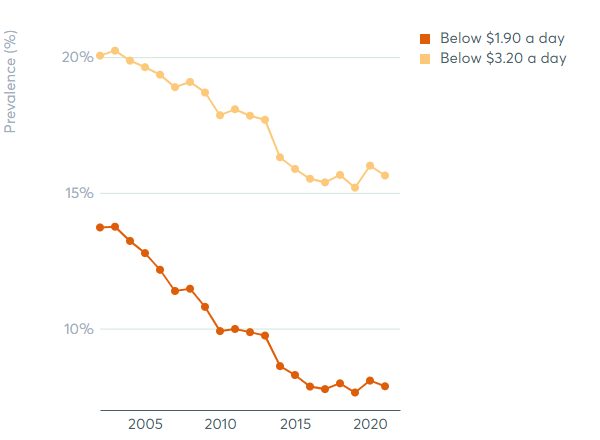 Prevalence (%)
20%
15%
10%
2005 2010 2015 2020
Below $1.90 a day
Below $3.20 a day